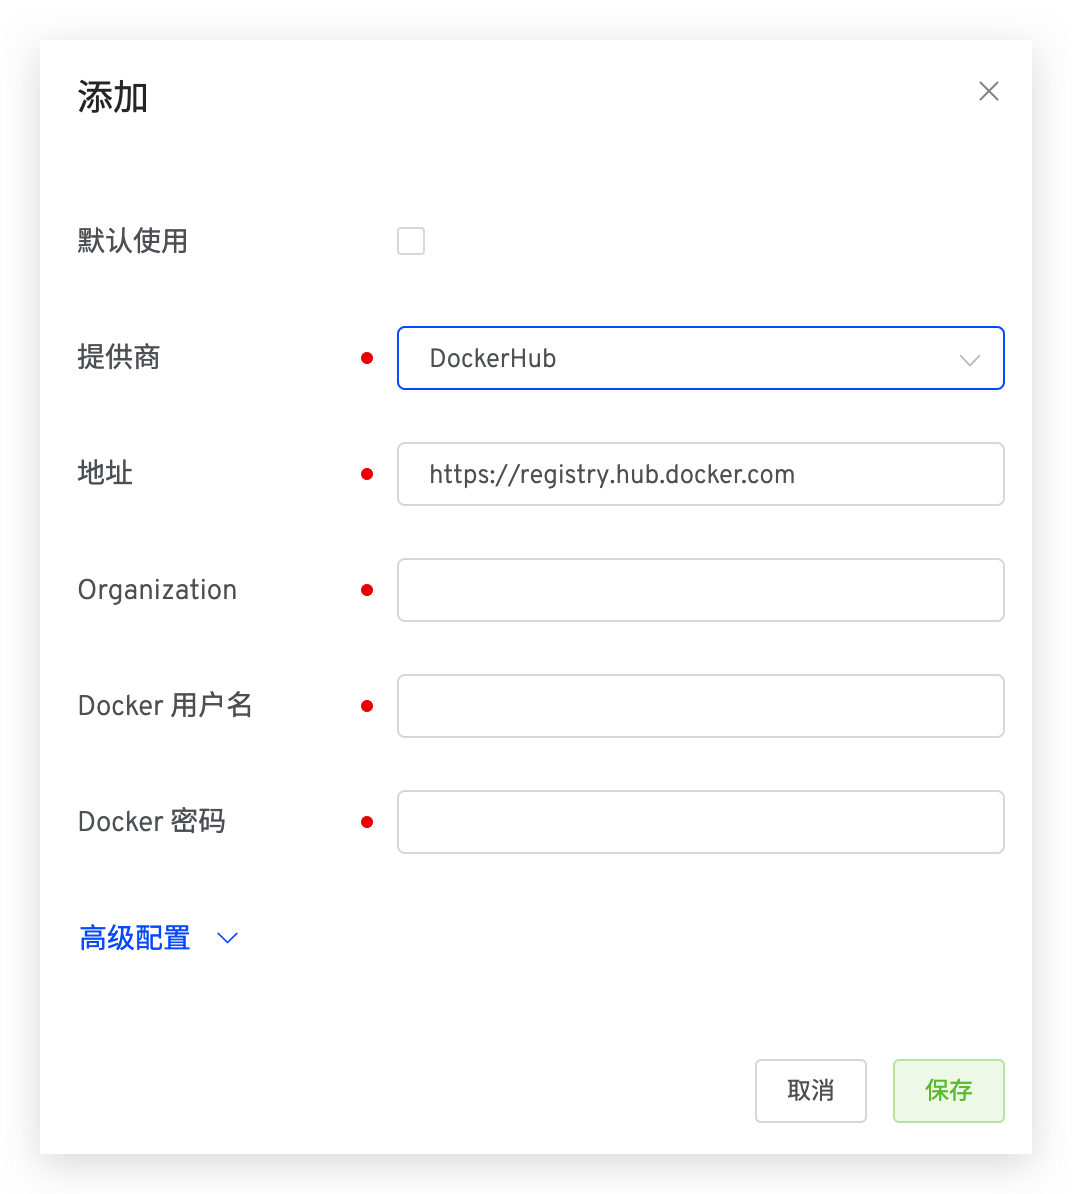 添加
默认使用
提供商 DockerHub
地址 https://registry.hub.docker.com
Organization
Docker 用户名
Docker 密码
高级配置
取消 保存